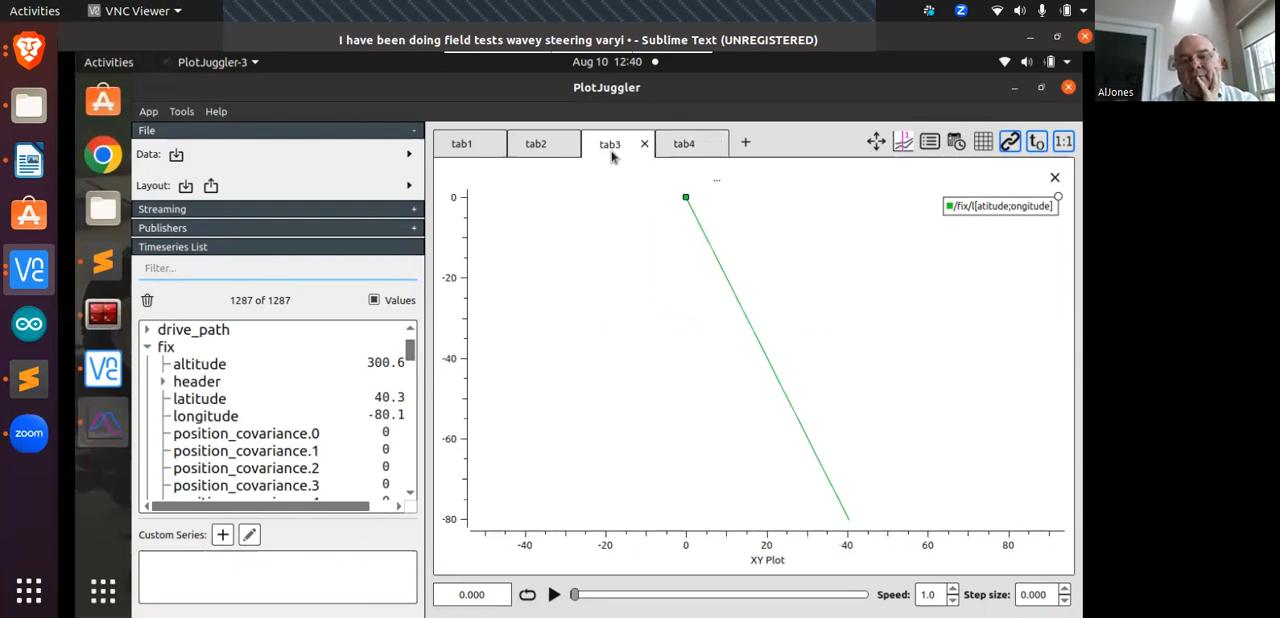 Activities
VNC Viewer
I have been doing field tests wavey steering varyi • - Sublime Text (UNREGISTERED)
AlJones
Activities
PlotJuggler-3
Aug 10 12:40
PlotJuggler
App Tools Help
File
Data:
Layout:
Streaming
Publishers
Timeseries List
Filter...
1287 of 1287
Values
drive_path
fix
altitude 300.6
header
latitude 40.3
longitude -80.1
position_covariance.0 0
position_covariance.1 0
position_covariance.2 0
position_covariance.3 0
Custom Series:
tab1
tab2
tab3
tab4
1:1
...
/fix/l[atitude;ongitude]
0
-20
-40
-60
-80
-40 -20 0 20 40 60 80
XY Plot
0.000
Speed: 1.0
Step size: 0.000
zoom